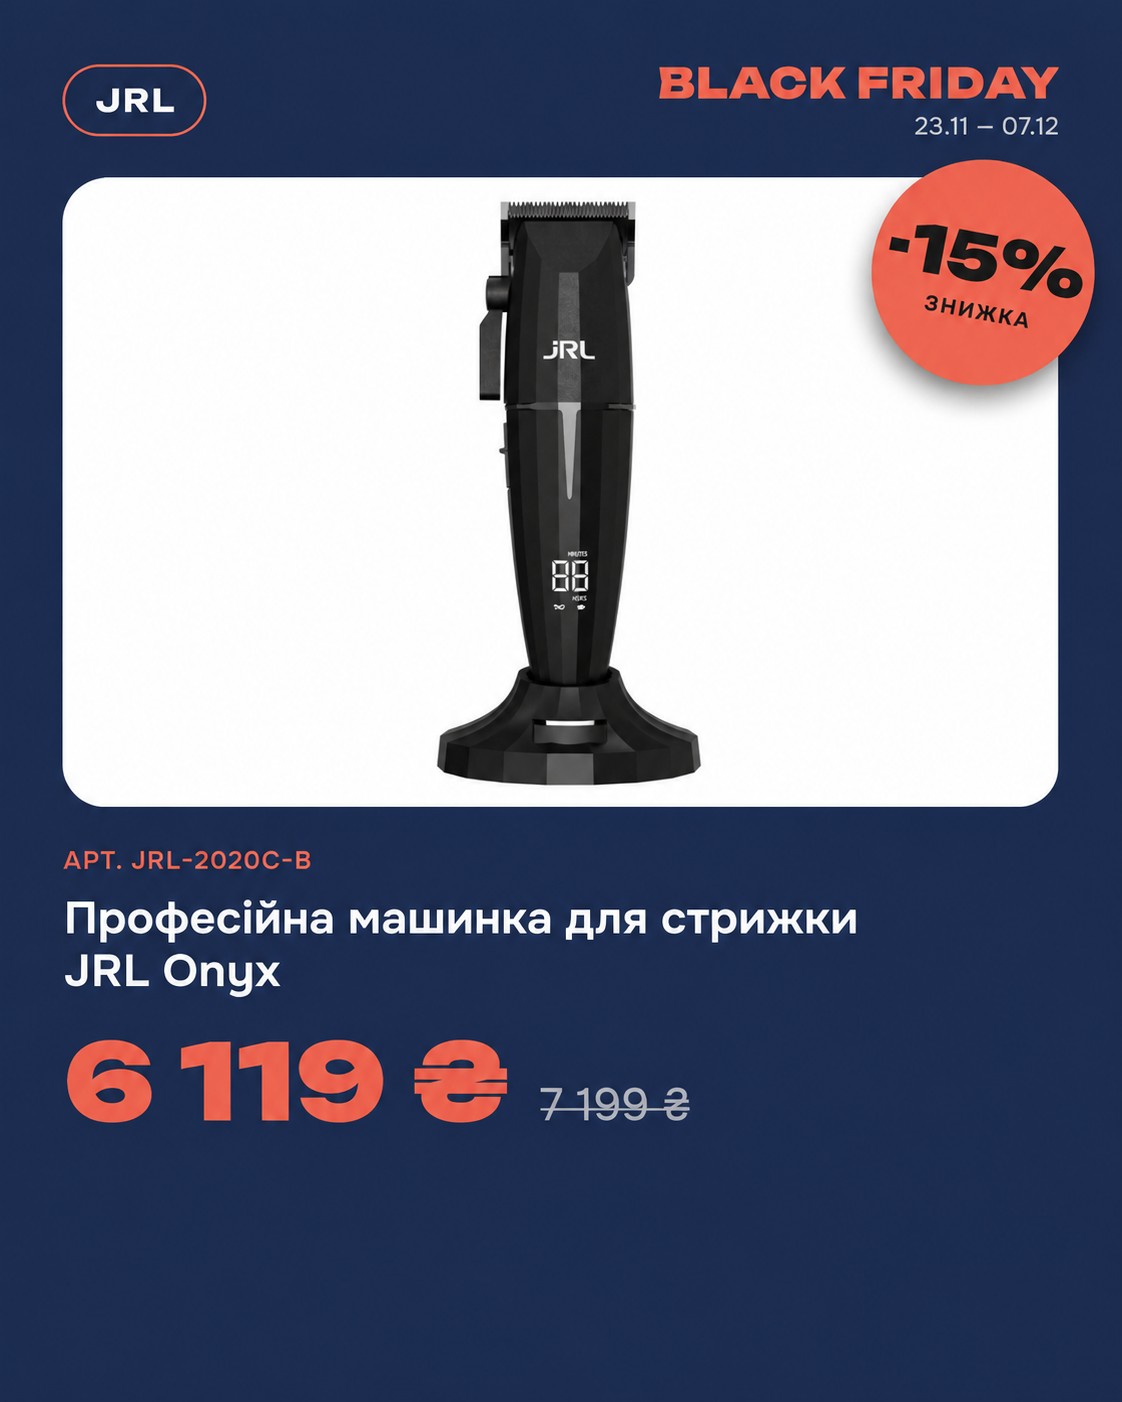 JRL
BLACK FRIDAY
23.11 – 07.12
-15%
ЗНИЖКА
JRL
MINUTES
88
АРТ. JRL-2020C-B
Професійна машинка для стрижки
JRL Onyx
6 119 ₴ 7 199 ₴